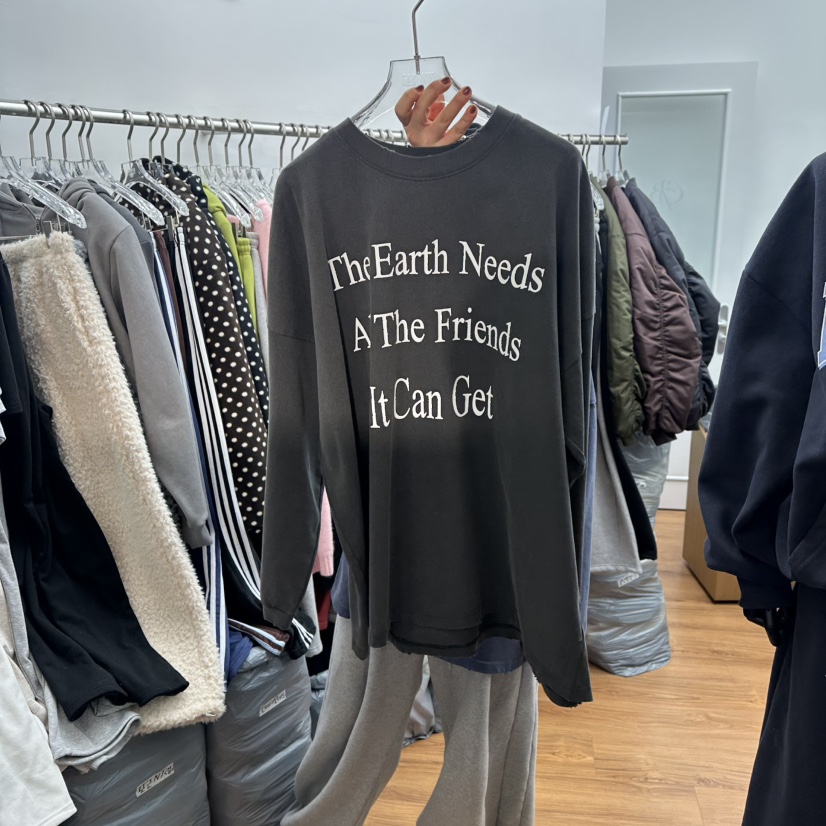 The Earth Needs
A The Friends
It Can Get